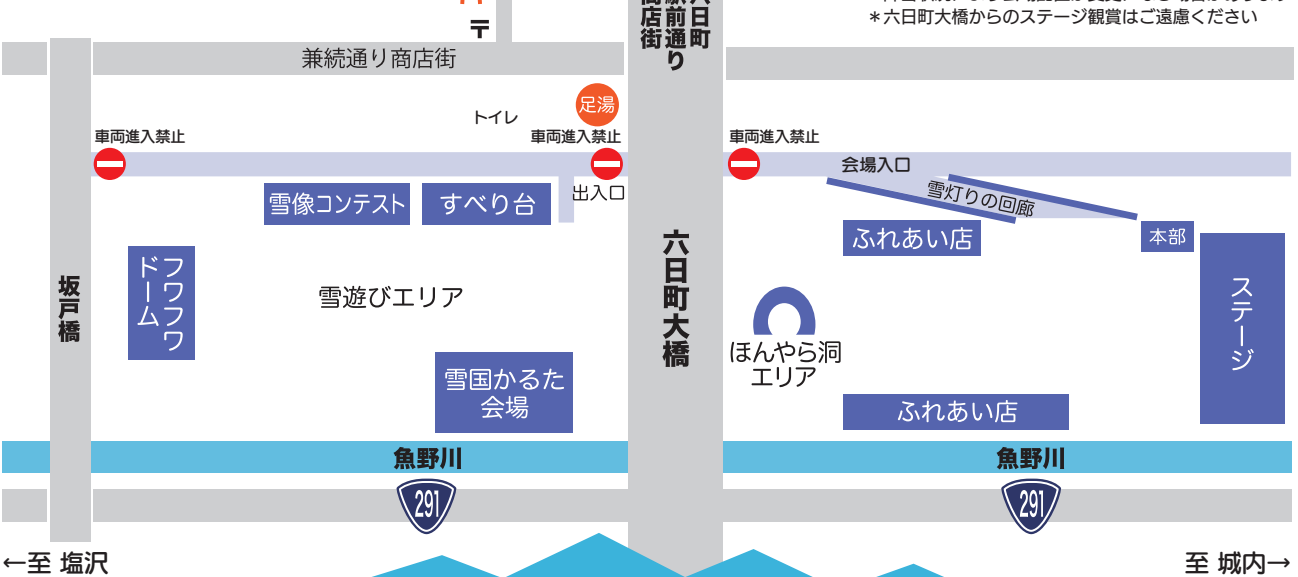 〒
六日町
駅前通り
商店街
＊六日町大橋からのステージ観賞はご遠慮ください
兼続通り商店街
足湯
トイレ
車両進入禁止
車両進入禁止
車両進入禁止
会場入口
雪灯りの回廊
出入口
雪像コンテスト
すべり台
ふれあい店
本部
ステージ
坂戸橋
フワフワ
ドーム
雪遊びエリア
六日町大橋
ほんやら洞
エリア
雪国かるた
会場
ふれあい店
魚野川
魚野川
291
291
←至 塩沢
至 城内→